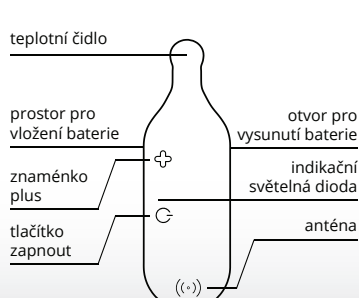 teplotní čidlo
prostor pro
vložení baterie
znaménko
plus
tlačítko
zapnout
otvor pro
vysunutí baterie
indikační
světelná dioda
anténa